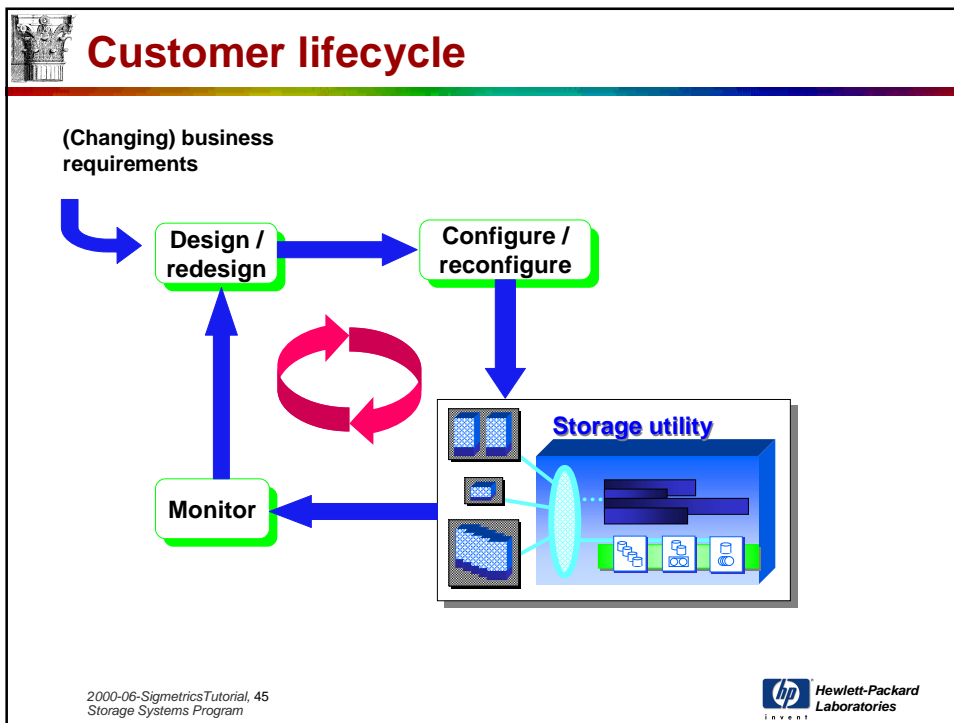 Customer lifecycle
(Changing) business
requirements
Design /
redesign
Configure /
reconfigure
Storage utility
Monitor
2000-06-SigmetricsTutorial, 45
Storage Systems Program
hp
invent
Hewlett-Packard
Laboratories